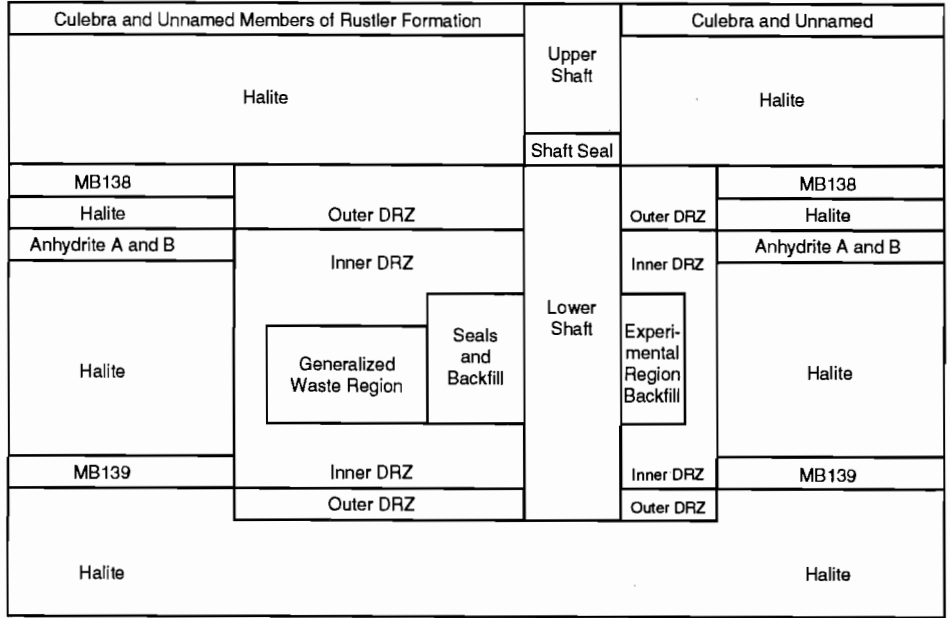 Culebra and Unnamed Members of Rustler Formation
Culebra and Unnamed
Upper
Shaft
Halite
Halite
Shaft Seal
MB138
MB138
Halite
Outer DRZ
Outer DRZ
Halite
Anhydrite A and B
Anhydrite A and B
Inner DRZ
Inner DRZ
Lower
Shaft
Seals
and
Backfill
Experi-
mental
Region
Backfill
Generalized
Waste Region
Halite
Halite
MB139
Inner DRZ
Inner DRZ
MB139
Outer DRZ
Outer DRZ
Halite
Halite